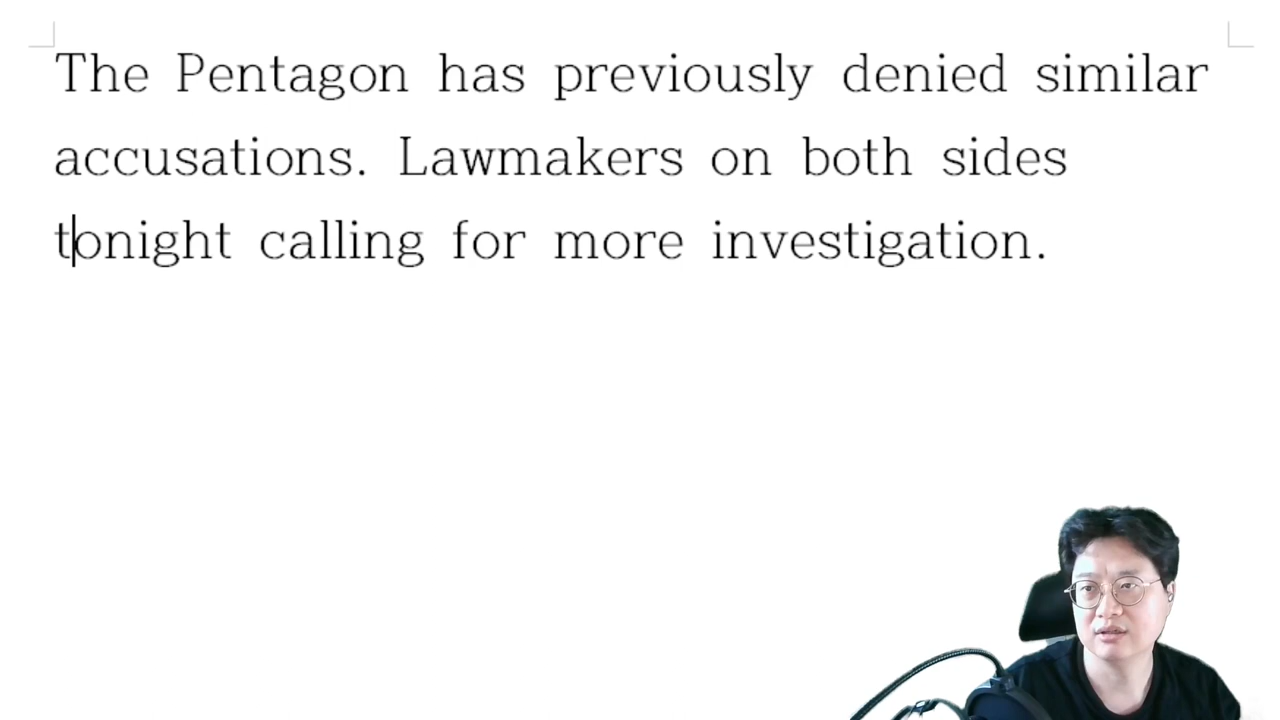 The Pentagon has previously denied similar
accusations. Lawmakers on both sides
tonight calling for more investigation.